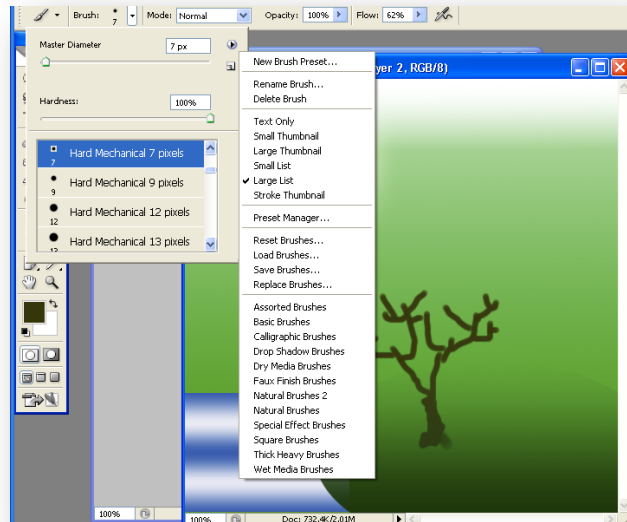 Brush: 7 Mode: Normal Opacity: 100% Flow: 62%
Master Diameter 7 px
Hardness: 100%
7 Hard Mechanical 7 pixels
9 Hard Mechanical 9 pixels
12 Hard Mechanical 12 pixels
13 Hard Mechanical 13 pixels
New Brush Preset...
Rename Brush...
Delete Brush
Text Only
Small Thumbnail
Large Thumbnail
Small List
Large List
Stroke Thumbnail
Preset Manager...
Reset Brushes...
Load Brushes...
Save Brushes...
Replace Brushes...
Assorted Brushes
Basic Brushes
Calligraphic Brushes
Drop Shadow Brushes
Dry Media Brushes
Faux Finish Brushes
Natural Brushes 2
Natural Brushes
Special Effect Brushes
Square Brushes
Thick Heavy Brushes
Wet Media Brushes
yer 2, RGB/8)
100%
100% Doc: 732.4K/2.01M